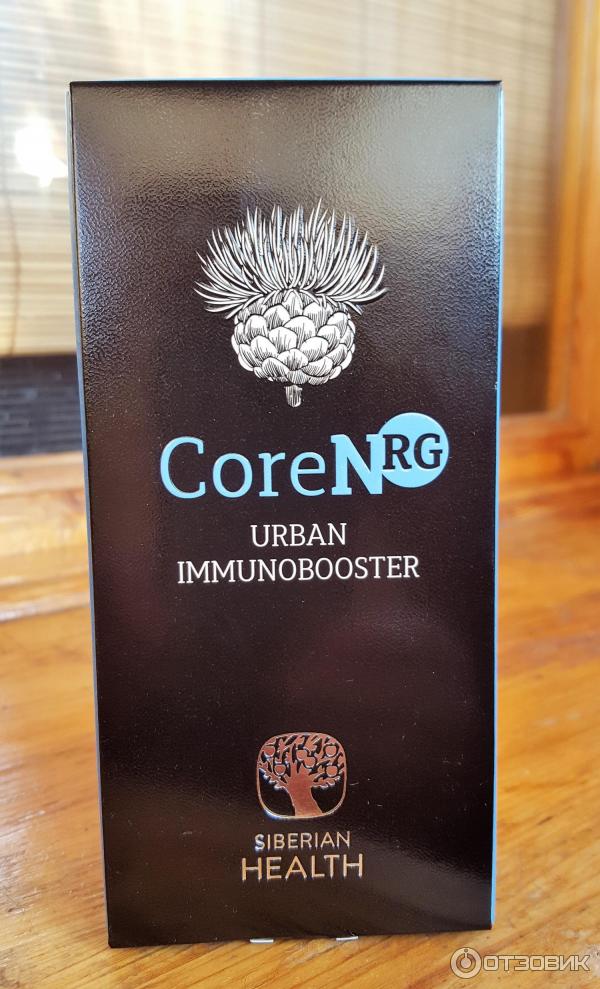 CoreNRG
URBAN
IMMUNOBOOSTER
SIBERIAN
HEALTH
ОТЗОВИК